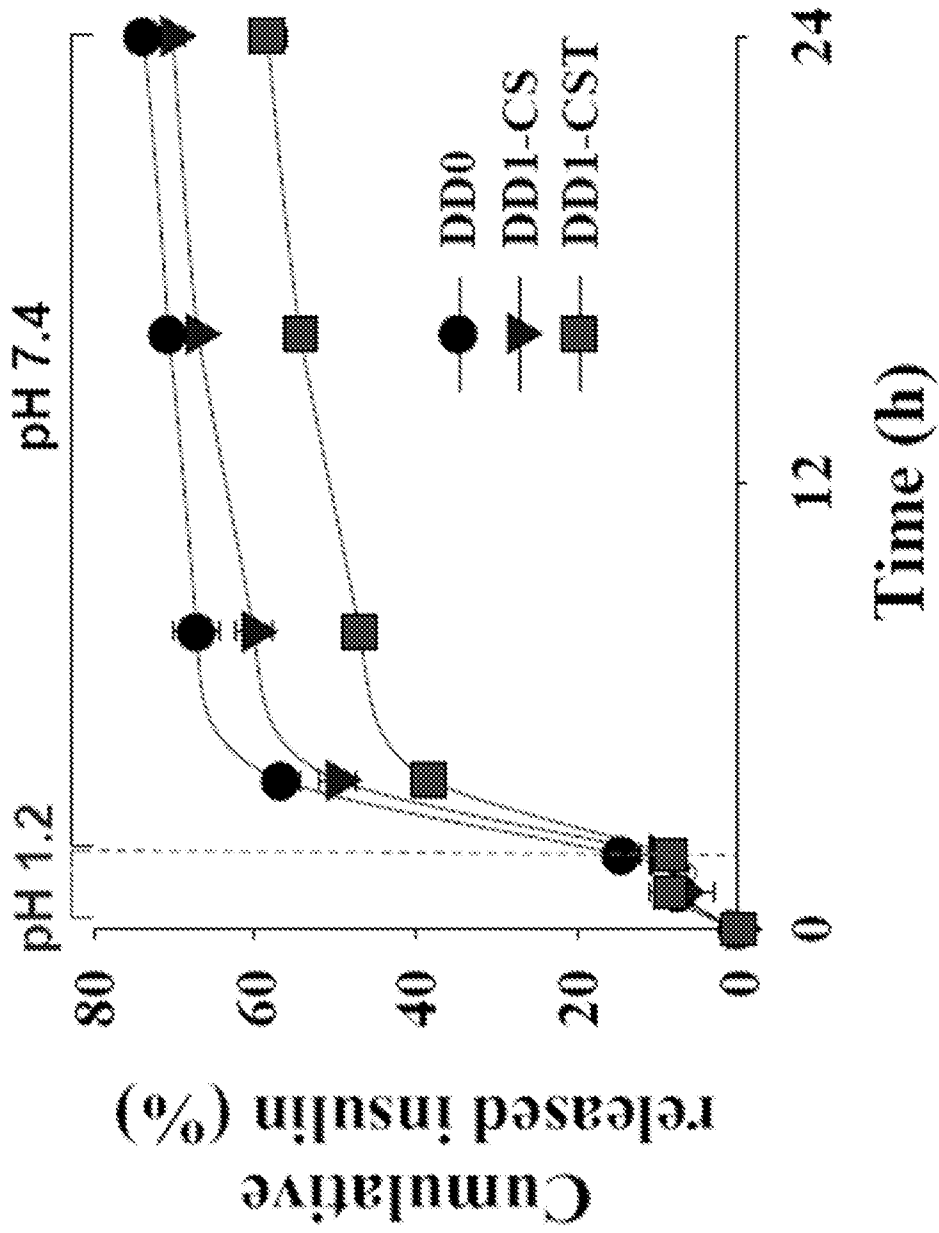 pH 1.2
pH 7.4
Cumulative
released insulin (%)
80
60
40
20
0
DD0
DD1-CS
DD1-CST
0
12
24
Time (h)